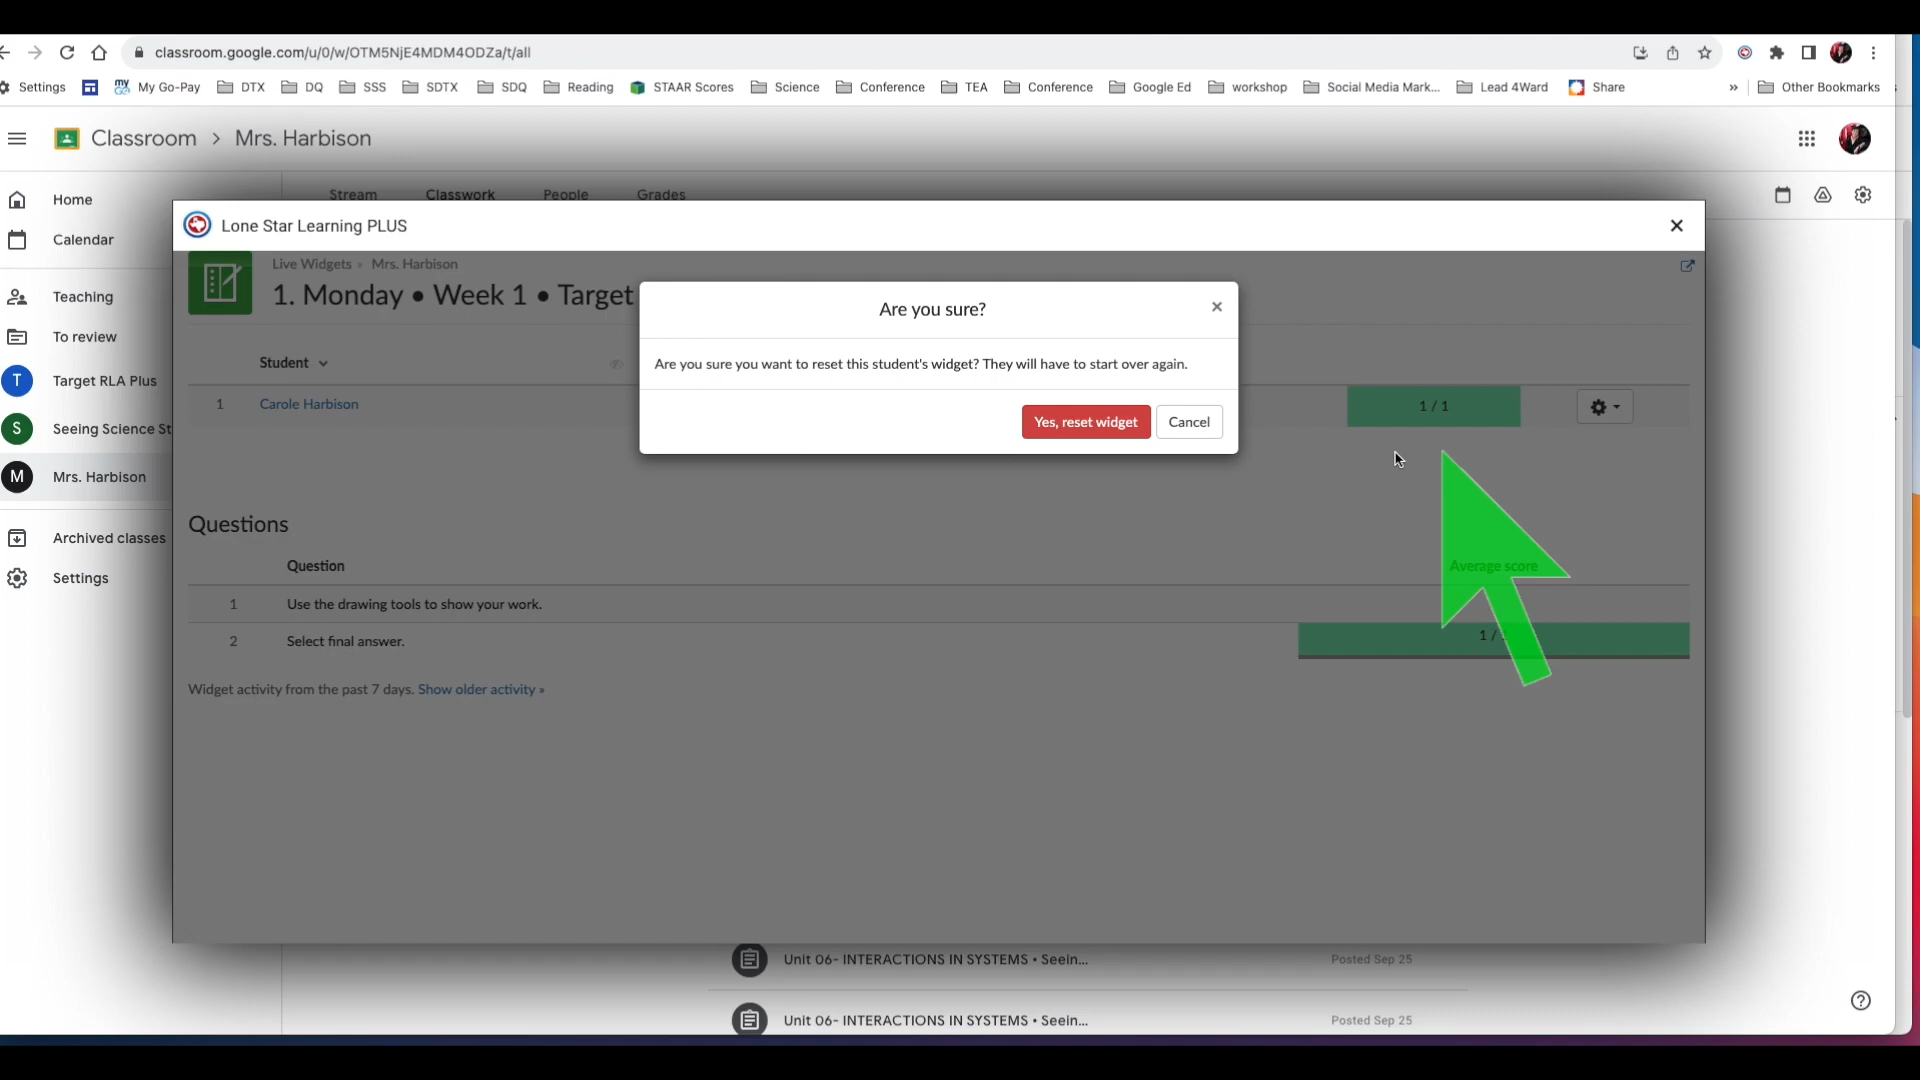 classroom.google.com/u/0/w/OTM5NjE4MDM4ODZa/t/all
Settings My Go-Pay DTX DQ SSS SDTX SDQ Reading STAAR Scores Science Conference TEA Conference Google Ed workshop Social Media Mark... Lead 4Ward Share » Other Bookmarks
Classroom > Mrs. Harbison
Stream Classwork People Grades
Home
Calendar
Teaching
To review
T Target RLA Plus
S Seeing Science St
M Mrs. Harbison
Archived classes
Settings
Lone Star Learning PLUS
Live Widgets » Mrs. Harbison
1. Monday • Week 1 • Target
Are you sure?
Are you sure you want to reset this student's widget? They will have to start over again.
Yes, reset widget Cancel
Student
1 Carole Harbison 1 / 1
Questions
Question Average score
1 Use the drawing tools to show your work.
2 Select final answer. 1 /
Widget activity from the past 7 days. Show older activity »
Unit 06- INTERACTIONS IN SYSTEMS • Seein... Posted Sep 25
Unit 06- INTERACTIONS IN SYSTEMS • Seein... Posted Sep 25